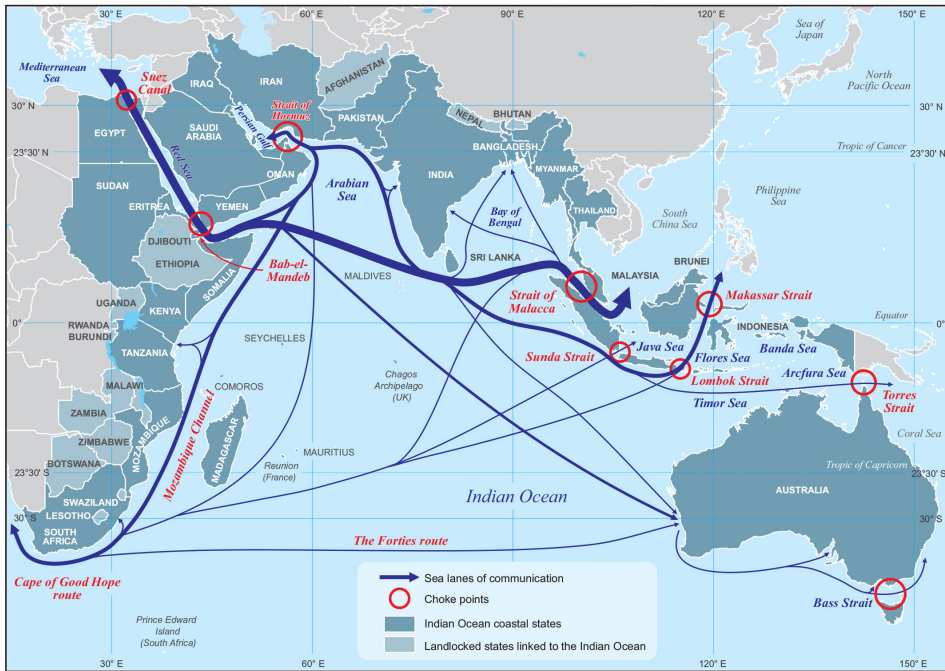 30° E
60° E
90° E
120° E
150° E
Sea of
Japan
Mediterranean
Sea
Suez
Canal
IRAQ
IRAN
AFGHANISTAN
North
Pacific Ocean
30° N
30° N
Strait of
Hormuz
Persian Gulf
PAKISTAN
NEPAL
BHUTAN
EGYPT
SAUDI
ARABIA
BANGLADESH
23°30' N
23°30' N
Tropic of Cancer
Red Sea
OMAN
INDIA
MYANMAR
SUDAN
Arabian
Sea
Philippine
Sea
ERITREA
YEMEN
Bay of
Bengal
THAILAND
South
China Sea
DJIBOUTI
ETHIOPIA
Bab-el-
Mandeb
SOMALIA
SRI LANKA
MALDIVES
MALAYSIA
BRUNEI
Strait of
Malacca
Makassar Strait
UGANDA
KENYA
0°
0°
Equator
RWANDA
BURUNDI
INDONESIA
SEYCHELLES
Java Sea
Banda Sea
TANZANIA
Sunda Strait
Flores Sea
Chagos
Archipelago
(UK)
Lombok Strait
Arcfura Sea
COMOROS
MALAWI
Timor Sea
Torres
Strait
ZAMBIA
MOZAMBIQUE
Mozambique Channel
MADAGASCAR
Coral Sea
ZIMBABWE
MAURITIUS
BOTSWANA
Reunion
(France)
23°30' S
23°30' S
Tropic of Capricorn
AUSTRALIA
SWAZILAND
Indian Ocean
LESOTHO
30° S
30° S
SOUTH
AFRICA
The Forties route
Cape of Good Hope
route
Sea lanes of communication
Choke points
Bass Strait
Indian Ocean coastal states
Landlocked states linked to the Indian Ocean
Prince Edward
Island
(South Africa)
30° E
60° E
90° E
120° E
150° E